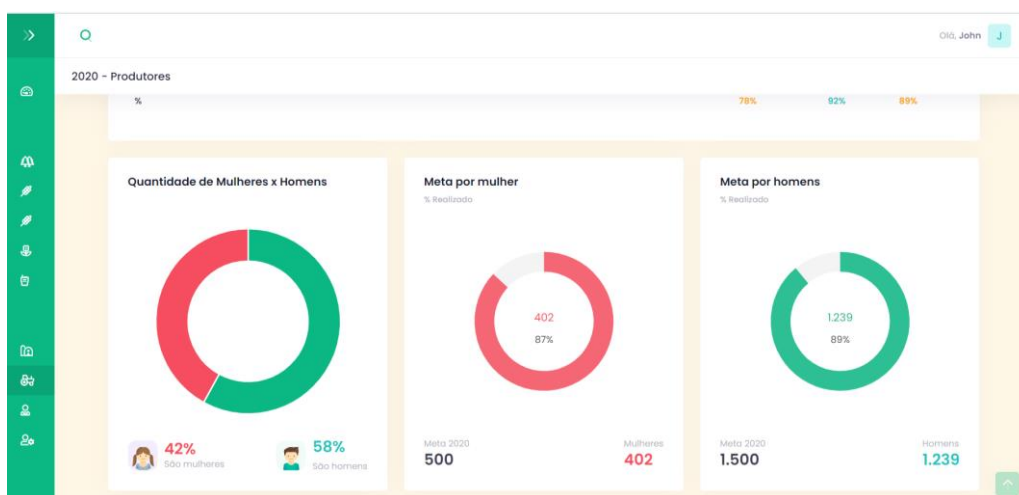 Olá, John J
2020 - Produtores
% 78% 92% 89%
Quantidade de Mulheres x Homens
42%
São mulheres
58%
São homens
Meta por mulher
% Realizado
402
87%
Meta 2020 Mulheres
500 402
Meta por homens
% Realizado
1.239
89%
Meta 2020 Homens
1.500 1.239